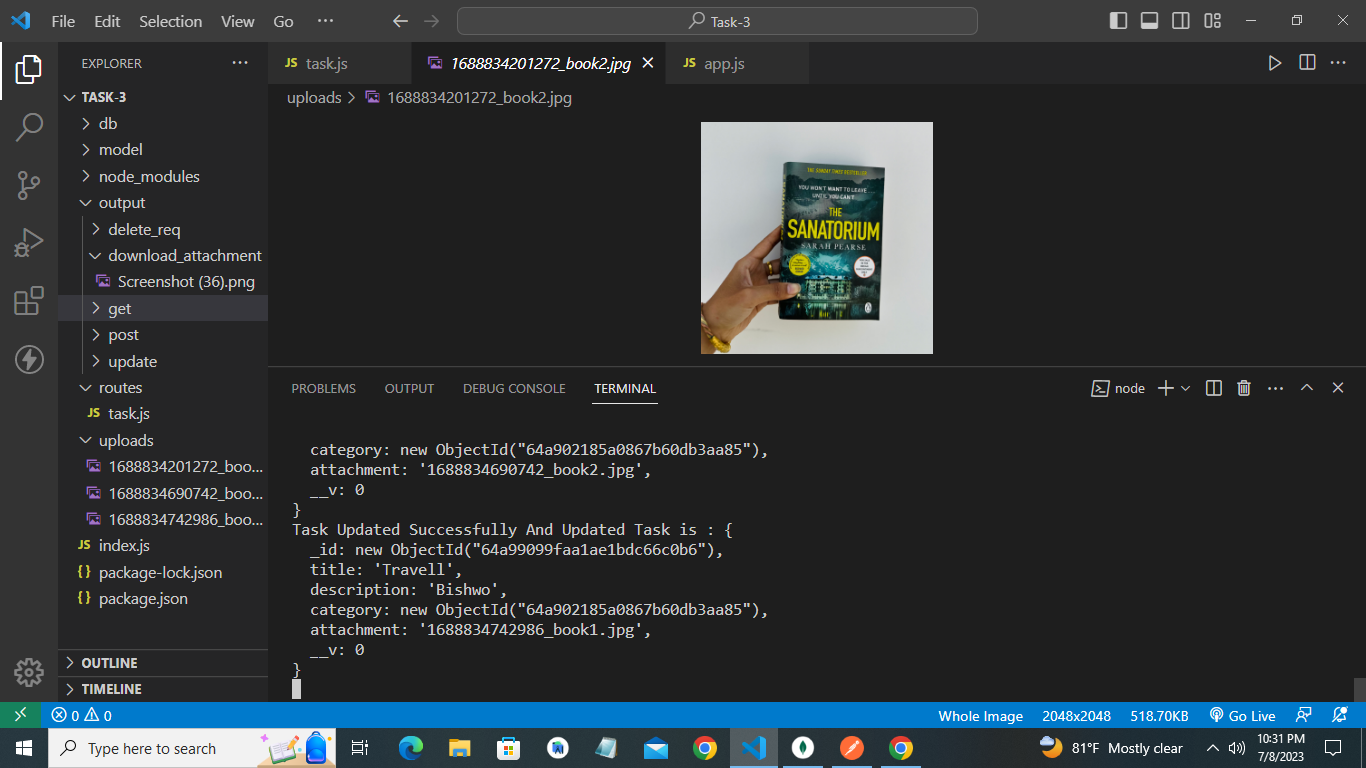 File Edit Selection View Go ··· Task-3
EXPLORER ···
TASK-3
db
model
node_modules
output
delete_req
download_attachment
Screenshot (36).png
get
post
update
routes
JS task.js
uploads
1688834201272_boo...
1688834690742_boo...
1688834742986_boo...
JS index.js
{} package-lock.json
{} package.json
OUTLINE
TIMELINE
JS task.js 1688834201272_book2.jpg JS app.js
uploads > 1688834201272_book2.jpg
THE SUNDAY TIMES BESTSELLER
YOU WON'T WANT TO LEAVE . . .
UNTIL YOU CAN'T
THE
SANATORIUM
SARAH PEARSE
PROBLEMS OUTPUT DEBUG CONSOLE TERMINAL node
category: new ObjectId("64a902185a0867b60db3aa85"),
attachment: '1688834690742_book2.jpg',
__v: 0
}
Task Updated Successfully And Updated Task is : {
_id: new ObjectId("64a99099faa1ae1bdc66c0b6"),
title: 'Travell',
description: 'Bishwo',
category: new ObjectId("64a902185a0867b60db3aa85"),
attachment: '1688834742986_book1.jpg',
__v: 0
}
0 0 Whole Image 2048x2048 518.70KB Go Live
Type here to search 81°F Mostly clear 10:31 PM
7/8/2023